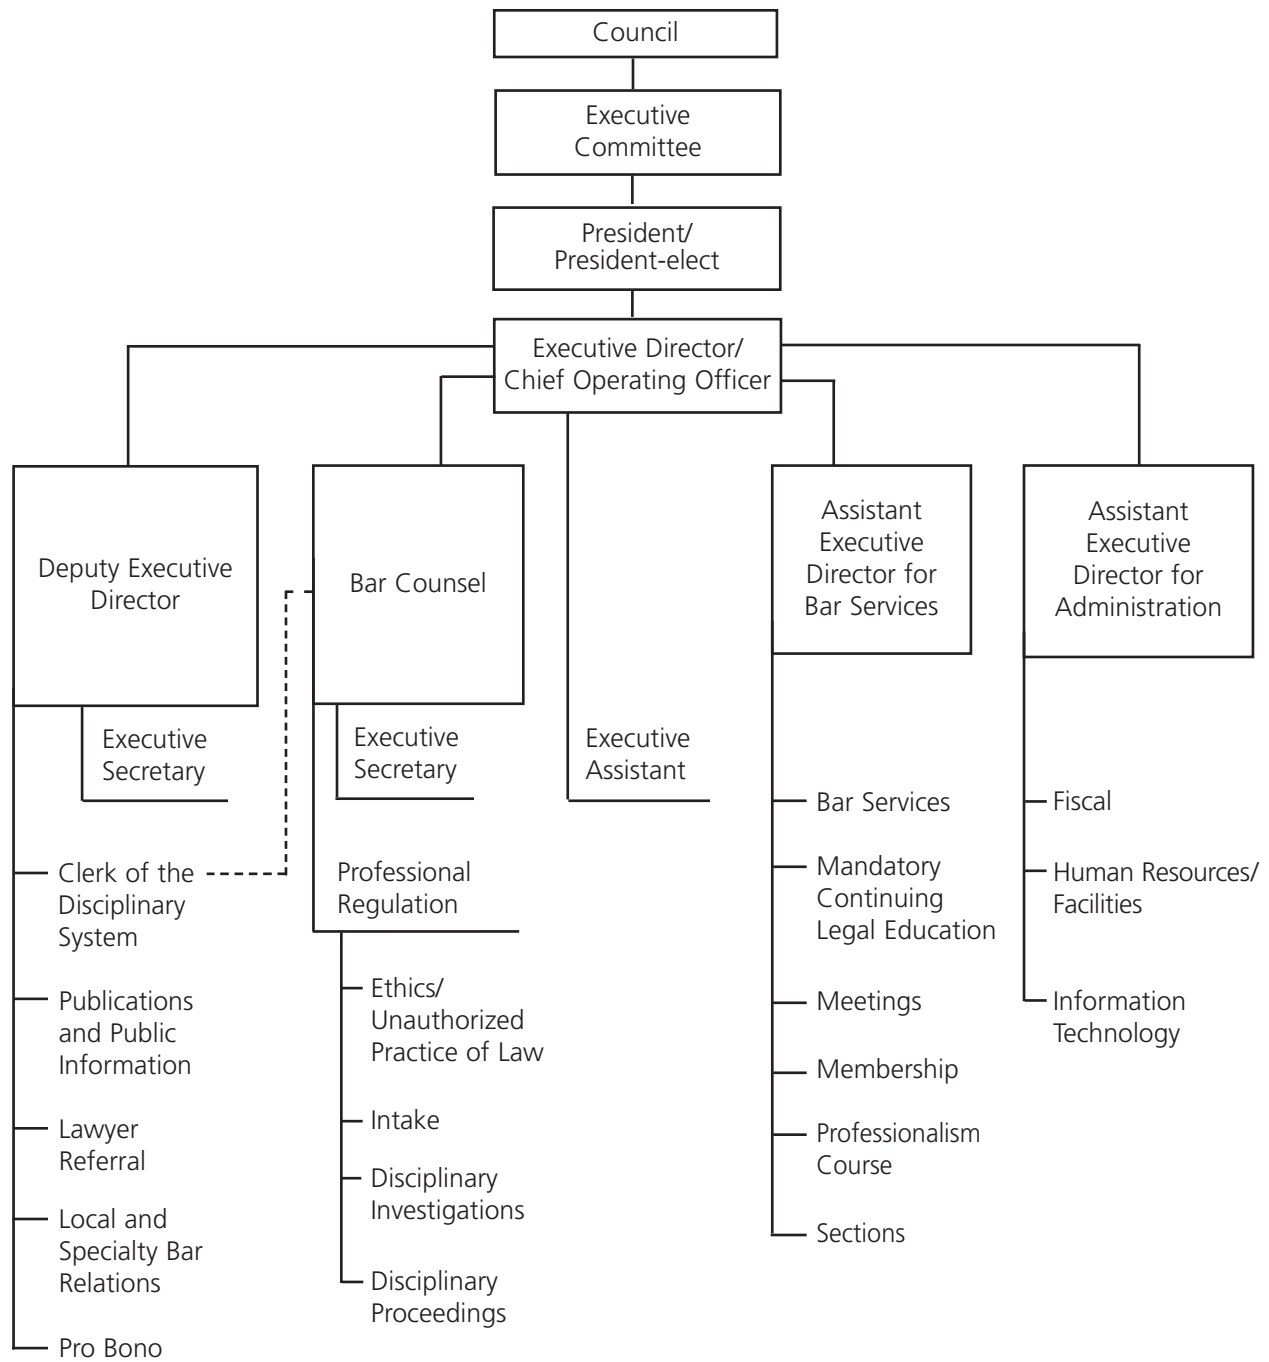 Council
Executive
Committee
President/
President-elect
Executive Director/
Chief Operating Officer
Deputy Executive
Director
Bar Counsel
Assistant
Executive
Director for
Bar Services
Assistant
Executive
Director for
Administration
Executive
Secretary
Executive
Secretary
Executive
Assistant
Clerk of the
Disciplinary
System
Publications
and Public
Information
Lawyer
Referral
Local and
Specialty Bar
Relations
Pro Bono
Professional
Regulation
Ethics/
Unauthorized
Practice of Law
Intake
Disciplinary
Investigations
Disciplinary
Proceedings
Bar Services
Mandatory
Continuing
Legal Education
Meetings
Membership
Professionalism
Course
Sections
Fiscal
Human Resources/
Facilities
Information
Technology